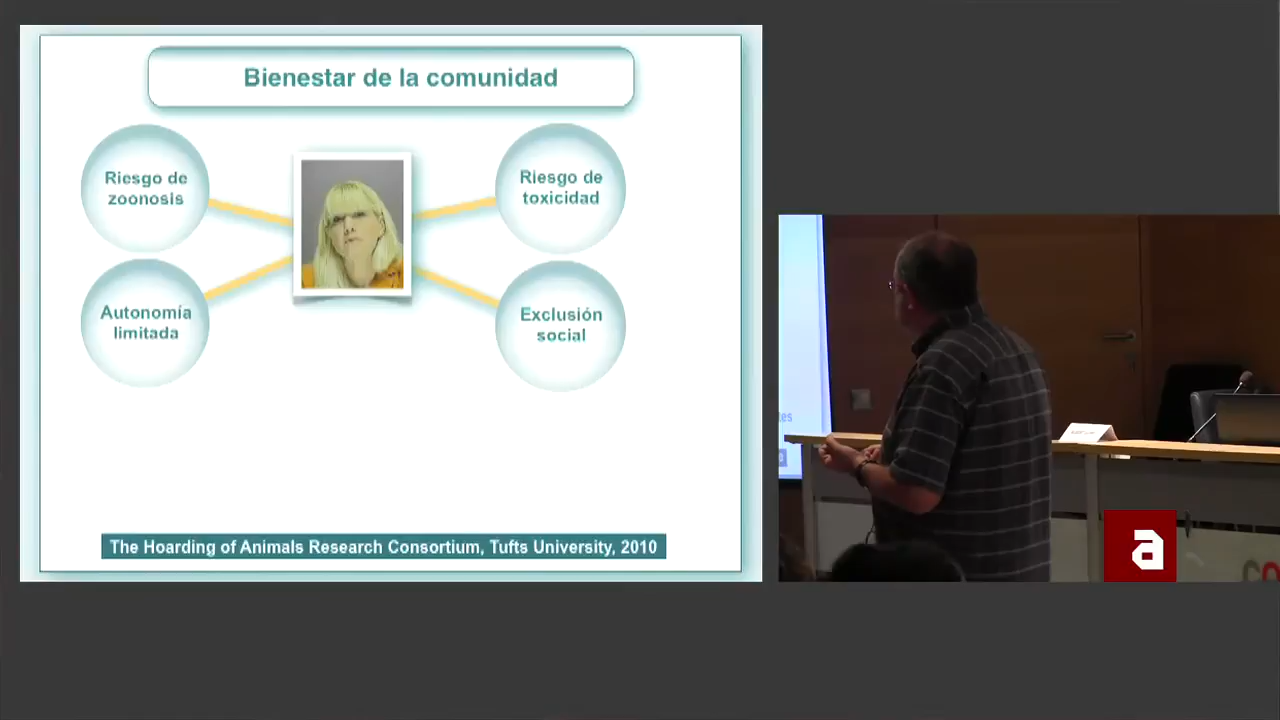 Bienestar de la comunidad
Riesgo de
zoonosis
Riesgo de
toxicidad
Autonomía
limitada
Exclusión
social
The Hoarding of Animals Research Consortium, Tufts University, 2010
a